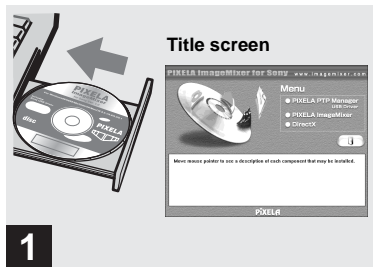 Title screen
PIXELA
ImageMixer
disc
PIXELA
PIXELA ImageMixer for Sony www.imagemixer.com
Menu
PIXELA PTP Manager
USB Driver
PIXELA ImageMixer
DirectX
Move mouse pointer to see a description of each component that may be installed.
PIXELA
1